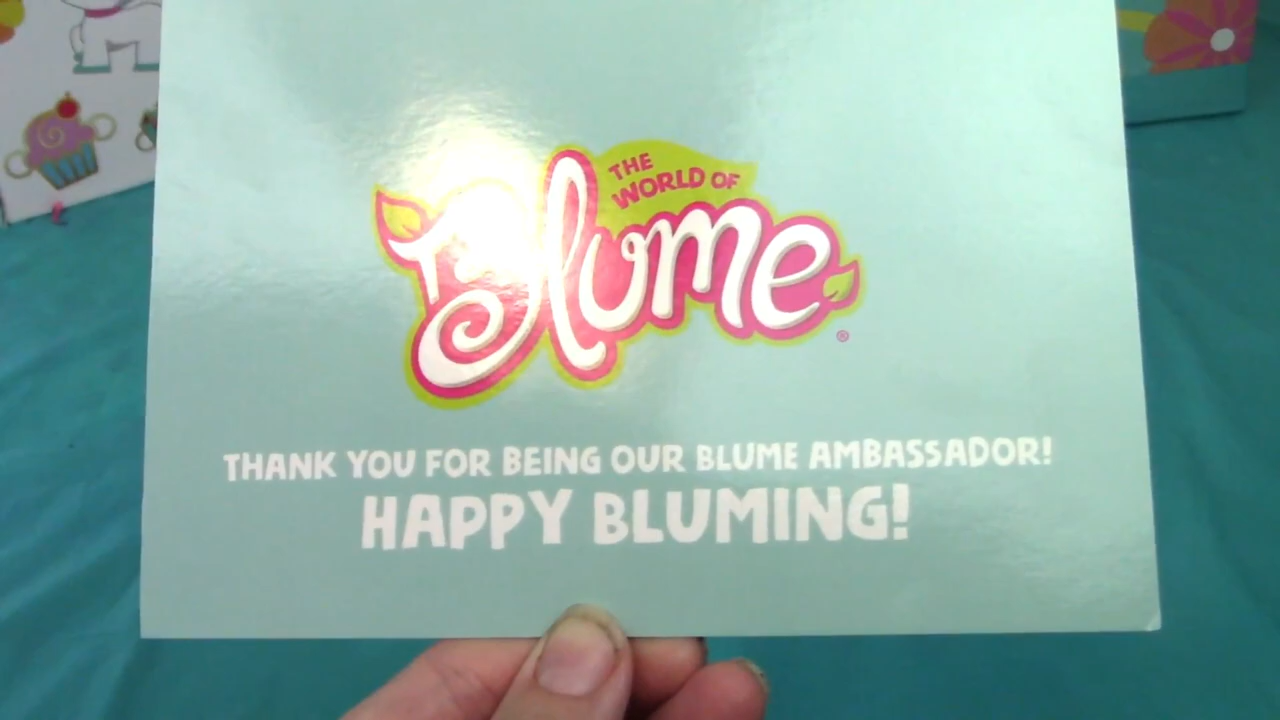 THE
WORLD OF
Blume
®
THANK YOU FOR BEING OUR BLUME AMBASSADOR!
HAPPY BLUMING!